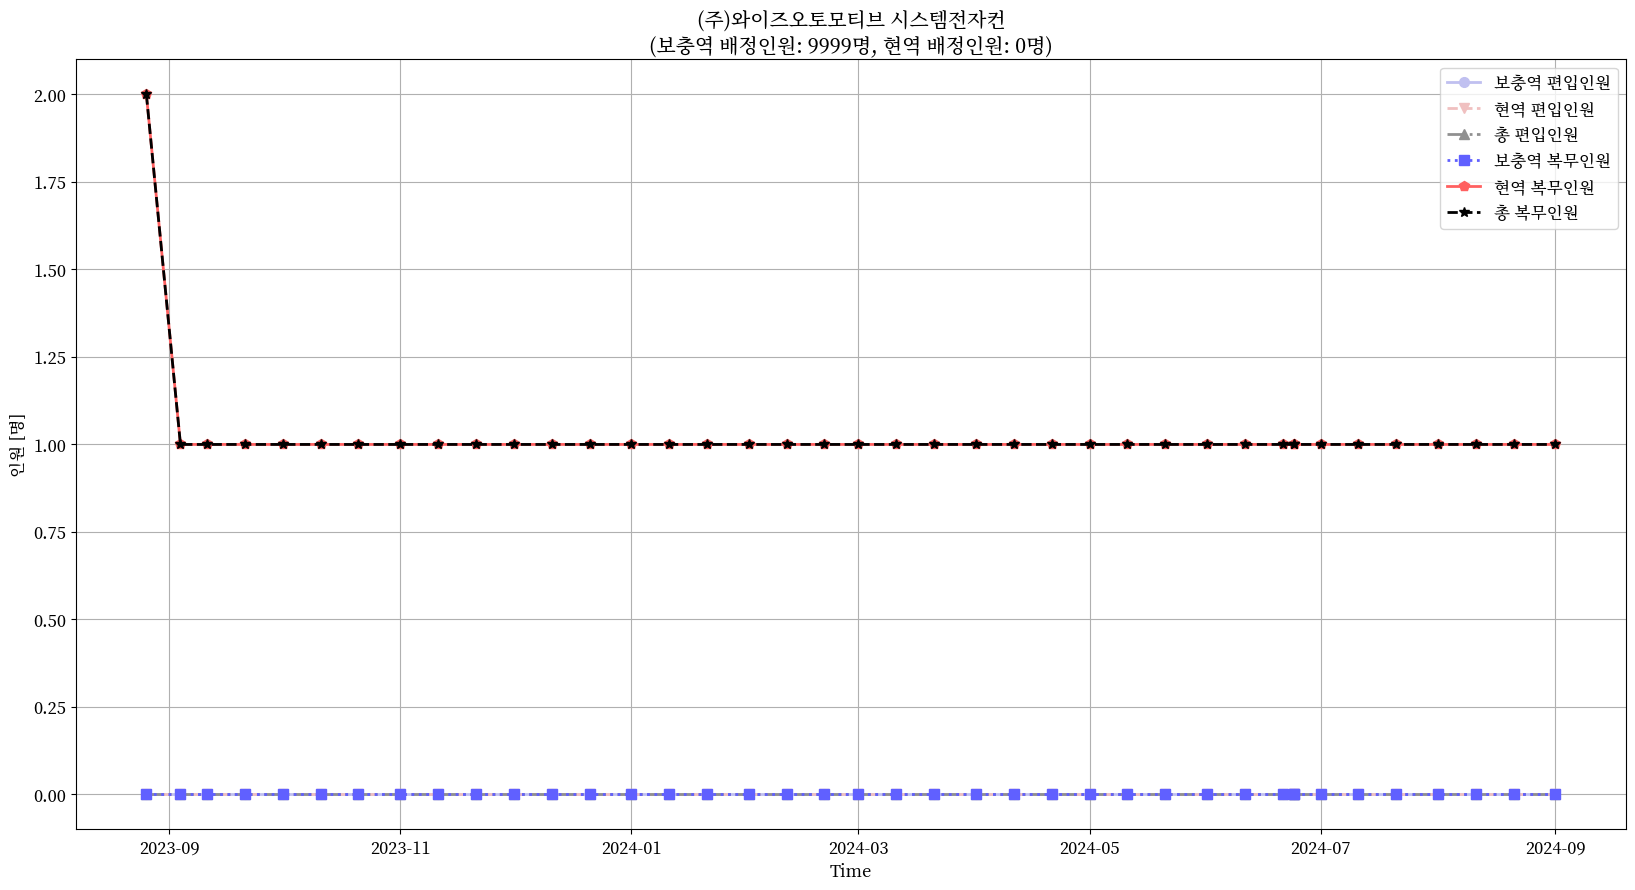 (주)와이즈오토모티브 시스템전자컨
(보충역 배정인원: 9999명, 현역 배정인원: 0명)
보충역 편입인원
현역 편입인원
총 편입인원
보충역 복무인원
현역 복무인원
총 복무인원
2.00
1.75
1.50
1.25
1.00
0.75
0.50
0.25
0.00
인원 [명]
2023-09
2023-11
2024-01
2024-03
2024-05
2024-07
2024-09
Time